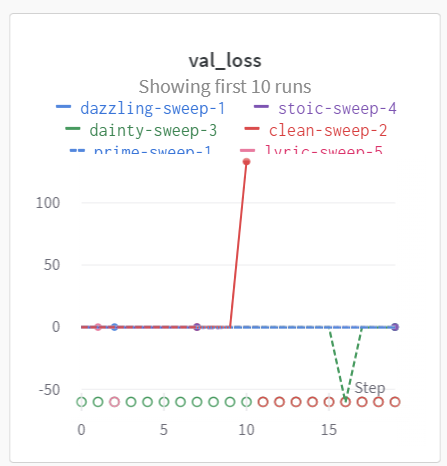 val_loss
Showing first 10 runs
dazzling-sweep-1 stoic-sweep-4
dainty-sweep-3 clean-sweep-2
prime-sweep-1 lyric-sweep-5
100
50
0
-50
Step
0 5 10 15